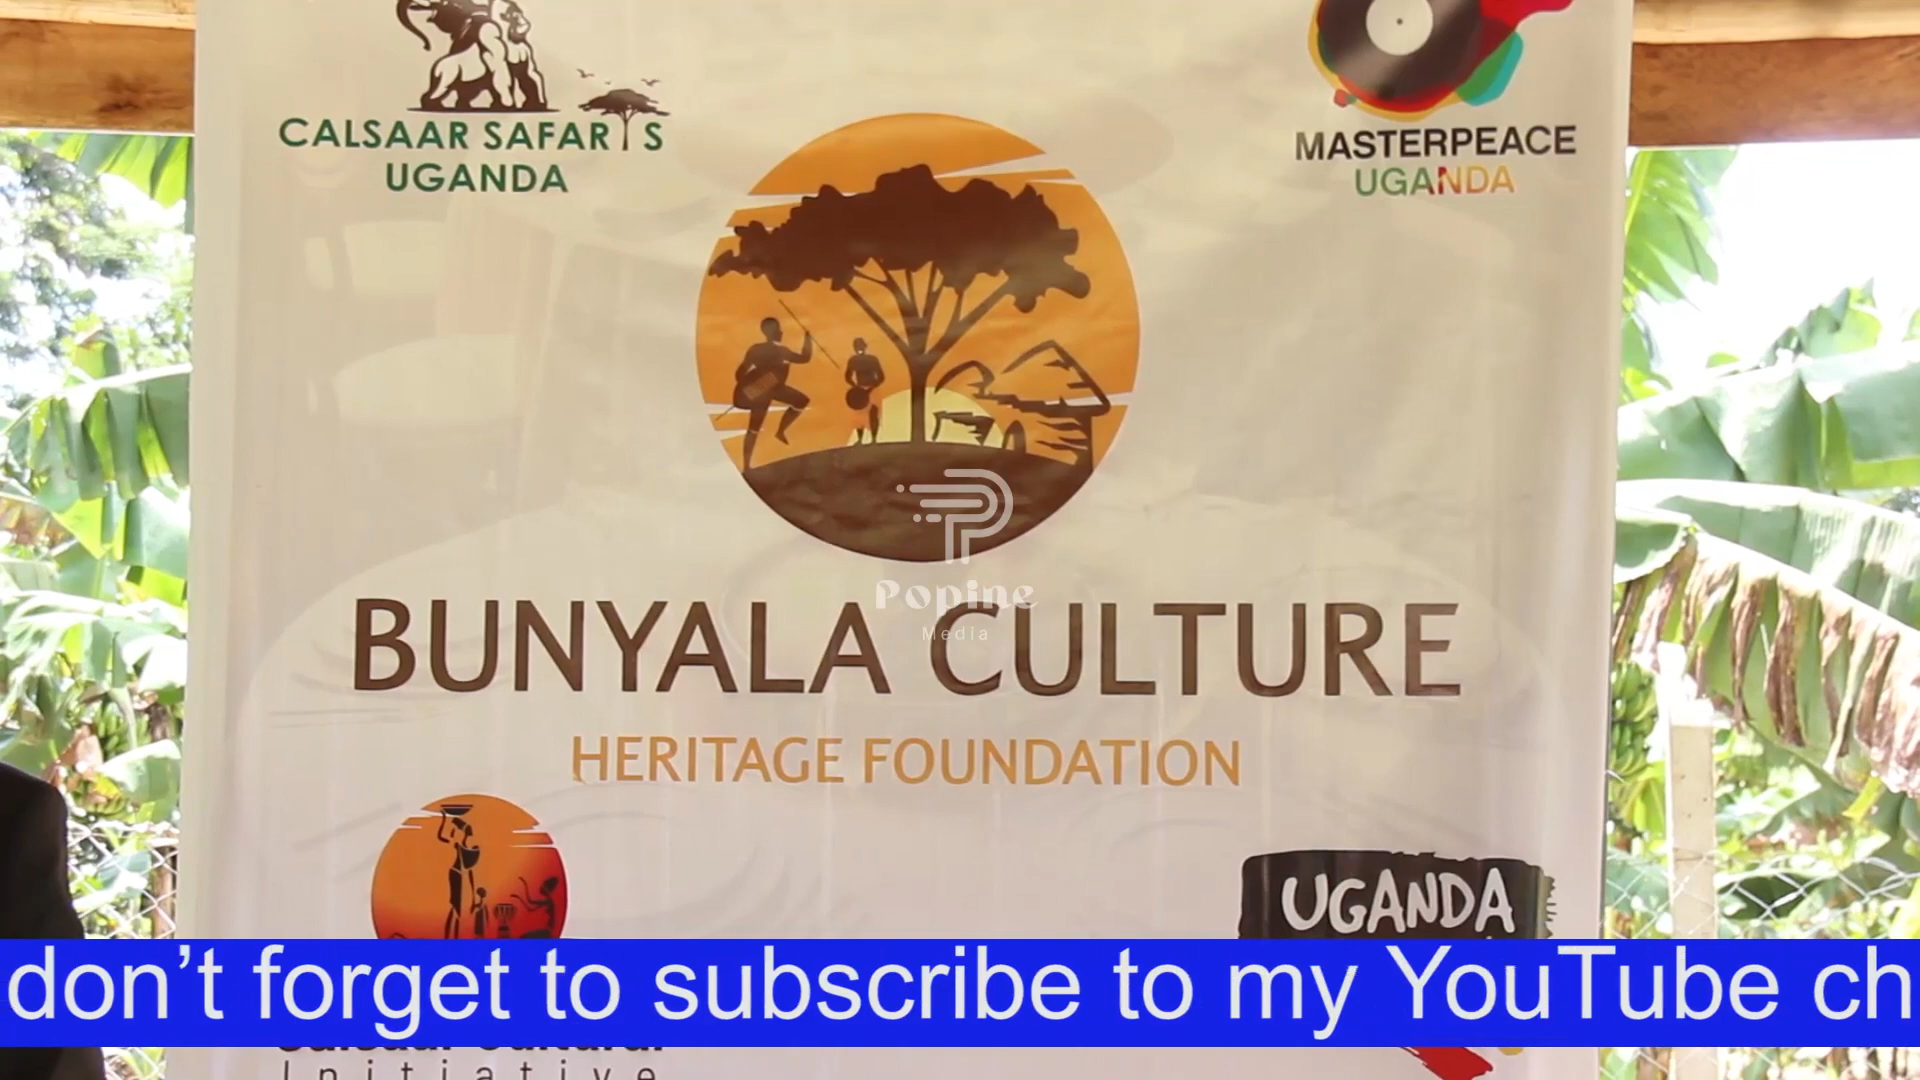 CALSAAR SAFARIS
UGANDA
MASTERPEACE
UGANDA
Popine
Media
BUNYALA CULTURE
HERITAGE FOUNDATION
UGANDA
don't forget to subscribe to my YouTube ch
Initiative